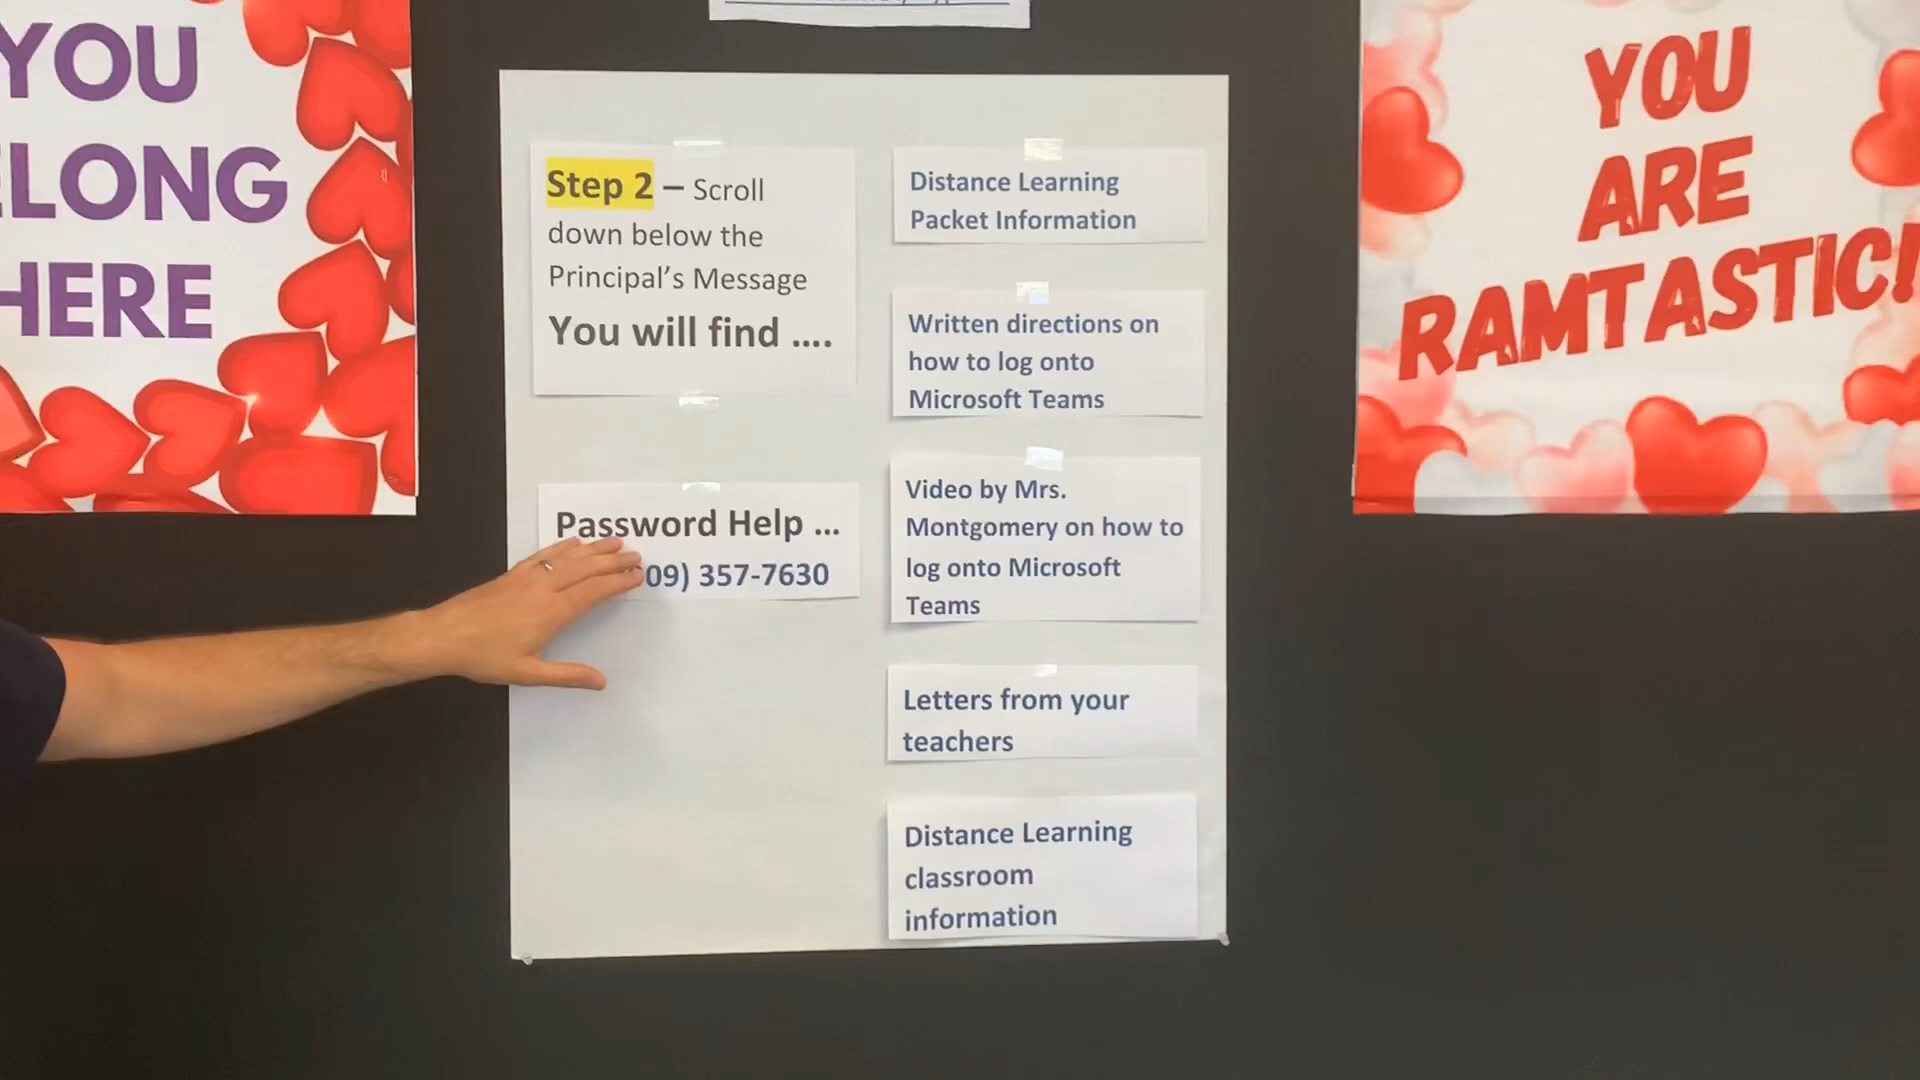 YOU
HERE
Step 2 – Scroll
down below the
Principal's Message
You will find ....
Password Help ...
09) 357-7630
Distance Learning
Packet Information
Written directions on
how to log onto
Microsoft Teams
Video by Mrs.
Montgomery on how to
log onto Microsoft
Teams
Letters from your
teachers
Distance Learning
classroom
information
YOU
ARE
RAMTASTIC!